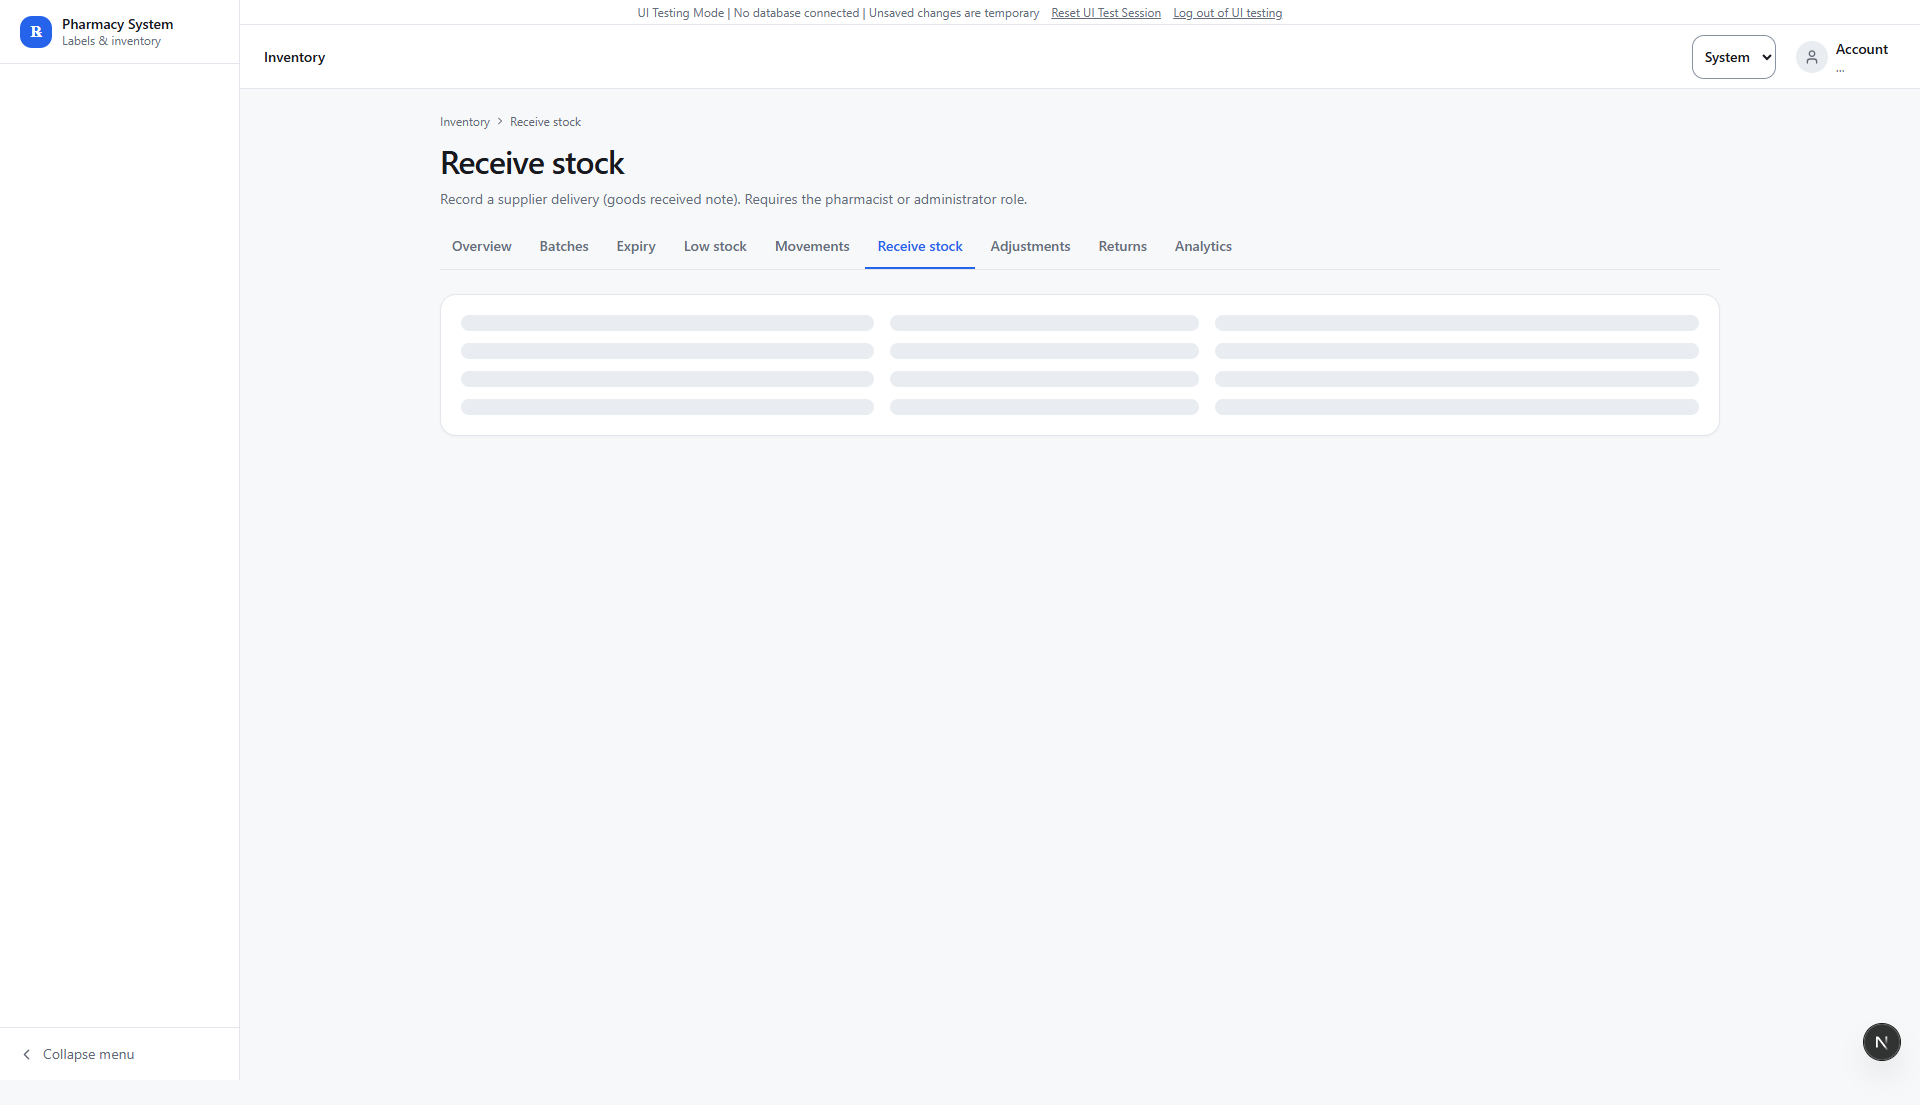 UI Testing Mode | No database connected | Unsaved changes are temporary Reset UI Test Session Log out of UI testing
Pharmacy System
Labels & inventory
Inventory
System
Account
...
Inventory > Receive stock
Receive stock
Record a supplier delivery (goods received note). Requires the pharmacist or administrator role.
Overview Batches Expiry Low stock Movements Receive stock Adjustments Returns Analytics
Collapse menu
N